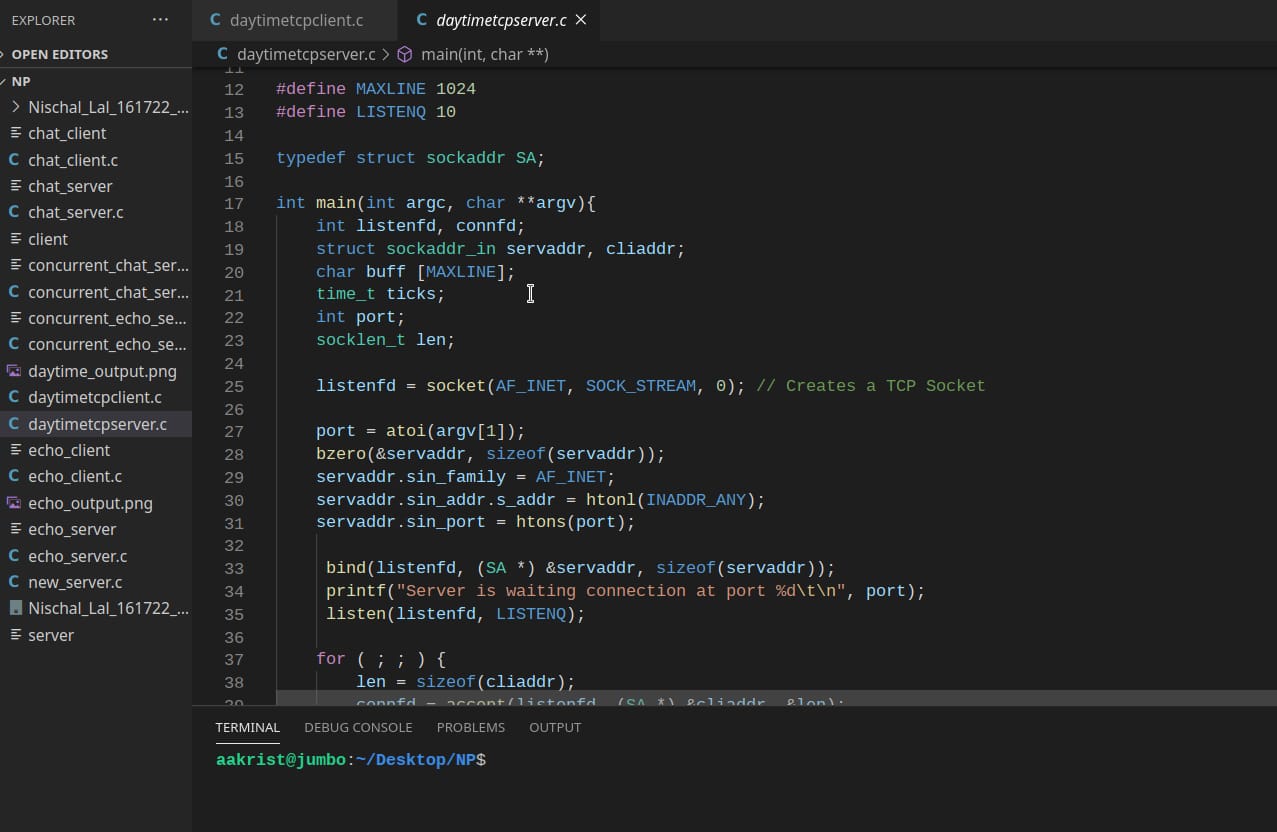 EXPLORER ···
OPEN EDITORS
NP
Nischal_Lal_161722_...
chat_client
C chat_client.c
chat_server
C chat_server.c
client
concurrent_chat_ser...
C concurrent_chat_ser...
concurrent_echo_se...
C concurrent_echo_se...
daytime_output.png
C daytimetcpclient.c
C daytimetcpserver.c
echo_client
C echo_client.c
echo_output.png
echo_server
C echo_server.c
C new_server.c
Nischal_Lal_161722_...
server
C daytimetcpclient.c C daytimetcpserver.c
C daytimetcpserver.c > main(int, char **)
11
12 #define MAXLINE 1024
13 #define LISTENQ 10
14
15 typedef struct sockaddr SA;
16
17 int main(int argc, char **argv){
18 int listenfd, connfd;
19 struct sockaddr_in servaddr, cliaddr;
20 char buff [MAXLINE];
21 time_t ticks;
22 int port;
23 socklen_t len;
24
25 listenfd = socket(AF_INET, SOCK_STREAM, 0); // Creates a TCP Socket
26
27 port = atoi(argv[1]);
28 bzero(&servaddr, sizeof(servaddr));
29 servaddr.sin_family = AF_INET;
30 servaddr.sin_addr.s_addr = htonl(INADDR_ANY);
31 servaddr.sin_port = htons(port);
32
33 bind(listenfd, (SA *) &servaddr, sizeof(servaddr));
34 printf("Server is waiting connection at port %d\t\n", port);
35 listen(listenfd, LISTENQ);
36
37 for ( ; ; ) {
38 len = sizeof(cliaddr);
39 connfd = accept(listenfd, (SA *) &cliaddr, &len);
TERMINAL DEBUG CONSOLE PROBLEMS OUTPUT
aakrist@jumbo:~/Desktop/NP$